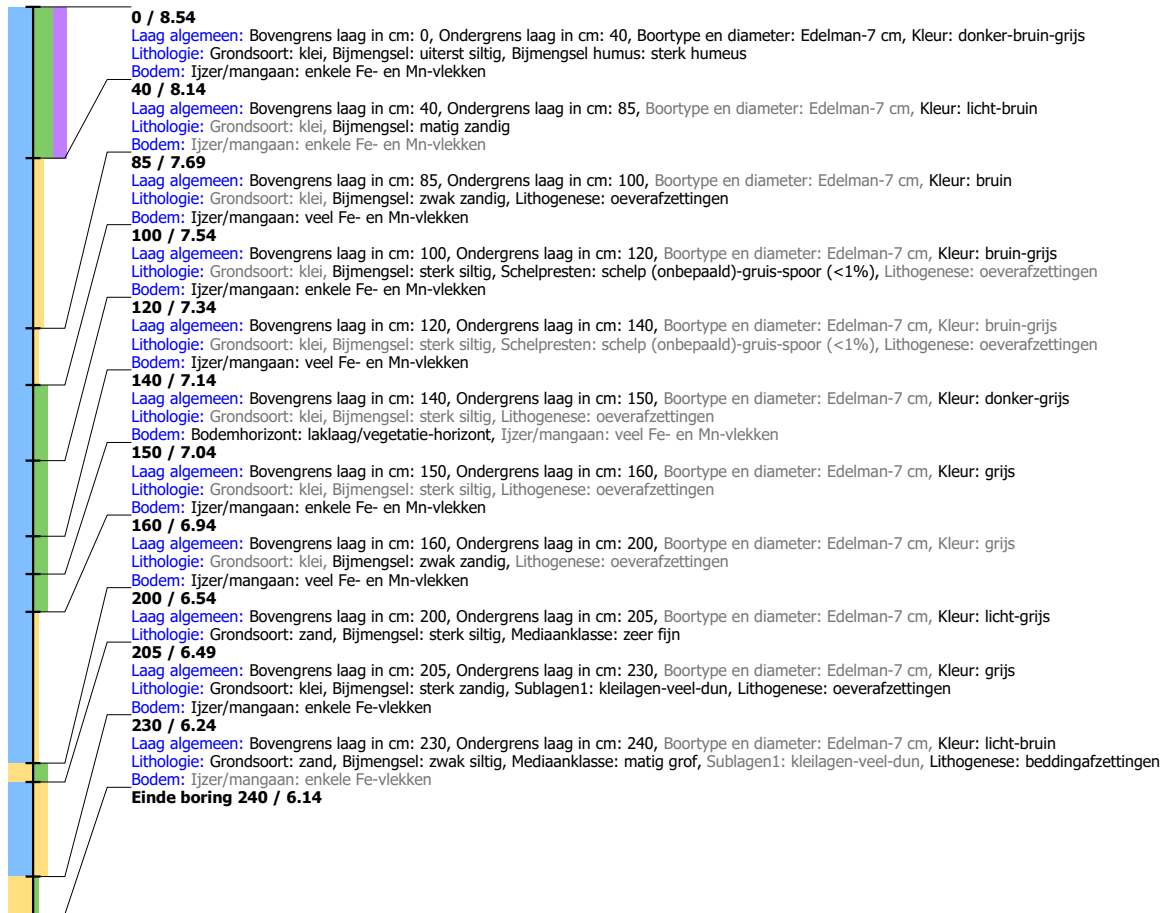 0 / 8.54
Laag algemeen: Bovengrens laag in cm: 0, Ondergrens laag in cm: 40, Boortype en diameter: Edelman-7 cm, Kleur: donker-bruin-grijs
Lithologie: Grondsoort: klei, Bijmengsel: uiterst siltig, Bijmengsel humus: sterk humeus
Bodem: Ijzer/mangaan: enkele Fe- en Mn-vlekken
40 / 8.14
Laag algemeen: Bovengrens laag in cm: 40, Ondergrens laag in cm: 85, Boortype en diameter: Edelman-7 cm, Kleur: licht-bruin
Lithologie: Grondsoort: klei, Bijmengsel: matig zandig
Bodem: Ijzer/mangaan: enkele Fe- en Mn-vlekken
85 / 7.69
Laag algemeen: Bovengrens laag in cm: 85, Ondergrens laag in cm: 100, Boortype en diameter: Edelman-7 cm, Kleur: bruin
Lithologie: Grondsoort: klei, Bijmengsel: zwak zandig, Lithogenese: oeverafzettingen
Bodem: Ijzer/mangaan: veel Fe- en Mn-vlekken
100 / 7.54
Laag algemeen: Bovengrens laag in cm: 100, Ondergrens laag in cm: 120, Boortype en diameter: Edelman-7 cm, Kleur: bruin-grijs
Lithologie: Grondsoort: klei, Bijmengsel: sterk siltig, Schelpresten: schelp (onbepaald)-gruis-spoor (<1%), Lithogenese: oeverafzettingen
Bodem: Ijzer/mangaan: enkele Fe- en Mn-vlekken
120 / 7.34
Laag algemeen: Bovengrens laag in cm: 120, Ondergrens laag in cm: 140, Boortype en diameter: Edelman-7 cm, Kleur: bruin-grijs
Lithologie: Grondsoort: klei, Bijmengsel: sterk siltig, Schelpresten: schelp (onbepaald)-gruis-spoor (<1%), Lithogenese: oeverafzettingen
Bodem: Ijzer/mangaan: veel Fe- en Mn-vlekken
140 / 7.14
Laag algemeen: Bovengrens laag in cm: 140, Ondergrens laag in cm: 150, Boortype en diameter: Edelman-7 cm, Kleur: donker-grijs
Lithologie: Grondsoort: klei, Bijmengsel: sterk siltig, Lithogenese: oeverafzettingen
Bodem: Bodemhorizont: laklaag/vegetatie-horizont, Ijzer/mangaan: veel Fe- en Mn-vlekken
150 / 7.04
Laag algemeen: Bovengrens laag in cm: 150, Ondergrens laag in cm: 160, Boortype en diameter: Edelman-7 cm, Kleur: grijs
Lithologie: Grondsoort: klei, Bijmengsel: sterk siltig, Lithogenese: oeverafzettingen
Bodem: Ijzer/mangaan: enkele Fe- en Mn-vlekken
160 / 6.94
Laag algemeen: Bovengrens laag in cm: 160, Ondergrens laag in cm: 200, Boortype en diameter: Edelman-7 cm, Kleur: grijs
Lithologie: Grondsoort: klei, Bijmengsel: zwak zandig, Lithogenese: oeverafzettingen
Bodem: Ijzer/mangaan: veel Fe- en Mn-vlekken
200 / 6.54
Laag algemeen: Bovengrens laag in cm: 200, Ondergrens laag in cm: 205, Boortype en diameter: Edelman-7 cm, Kleur: licht-grijs
Lithologie: Grondsoort: zand, Bijmengsel: sterk siltig, Mediaanklasse: zeer fijn
205 / 6.49
Laag algemeen: Bovengrens laag in cm: 205, Ondergrens laag in cm: 230, Boortype en diameter: Edelman-7 cm, Kleur: grijs
Lithologie: Grondsoort: klei, Bijmengsel: sterk zandig, Sublagen1: kleilagen-veel-dun, Lithogenese: oeverafzettingen
Bodem: Ijzer/mangaan: enkele Fe-vlekken
230 / 6.24
Laag algemeen: Bovengrens laag in cm: 230, Ondergrens laag in cm: 240, Boortype en diameter: Edelman-7 cm, Kleur: licht-bruin
Lithologie: Grondsoort: zand, Bijmengsel: zwak siltig, Mediaanklasse: matig grof, Sublagen1: kleilagen-veel-dun, Lithogenese: beddingafzettingen
Bodem: Ijzer/mangaan: enkele Fe-vlekken
Einde boring 240 / 6.14